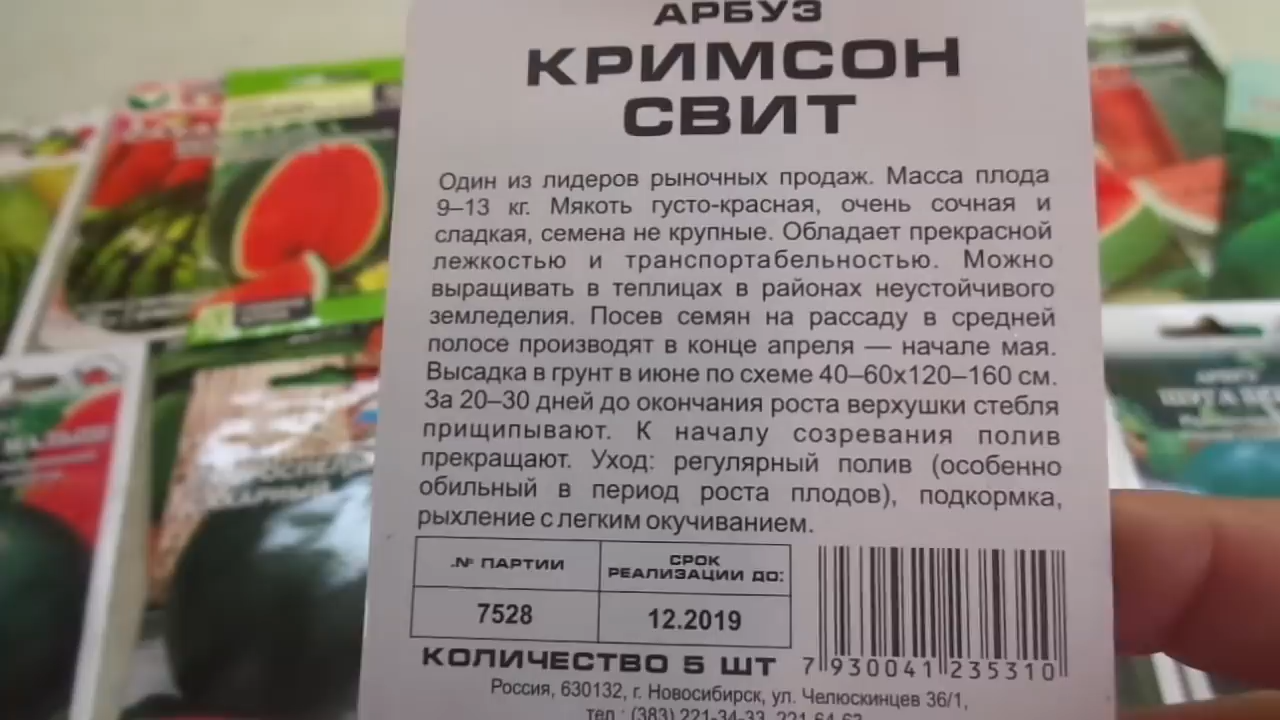 АРБУЗ
КРИМСОН
СВИТ
Один из лидеров рыночных продаж. Масса плода
9–13 кг. Мякоть густо-красная, очень сочная и
сладкая, семена не крупные. Обладает прекрасной
лежкостью и транспортабельностью. Можно
выращивать в теплицах в районах неустойчивого
земледелия. Посев семян на рассаду в средней
полосе производят в конце апреля — начале мая.
Высадка в грунт в июне по схеме 40–60х120–160 см.
За 20–30 дней до окончания роста верхушки стебля
прищипывают. К началу созревания полив
прекращают. Уход: регулярный полив (особенно
обильный в период роста плодов), подкормка,
рыхление с легким окучиванием.
№ ПАРТИИ
СРОК
РЕАЛИЗАЦИИ ДО:
7528
12.2019
КОЛИЧЕСТВО 5 ШТ
7 930041 235310
Россия, 630132, г. Новосибирск, ул. Челюскинцев 36/1,
тел.: (383) 221-34-33, 221-64-63